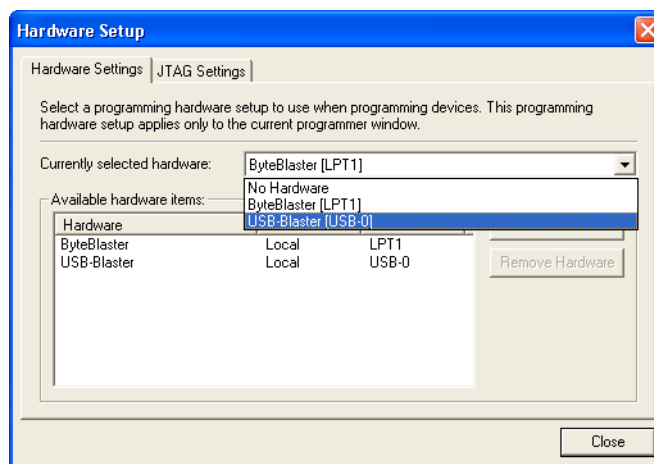 Hardware Setup
Hardware Settings
JTAG Settings
Select a programming hardware setup to use when programming devices. This programming
hardware setup applies only to the current programmer window.
Currently selected hardware:
ByteBlaster [LPT1]
No Hardware
ByteBlaster [LPT1]
USB-Blaster [USB-0]
Available hardware items:
Hardware
ByteBlaster Local LPT1
USB-Blaster Local USB-0
Remove Hardware
Close